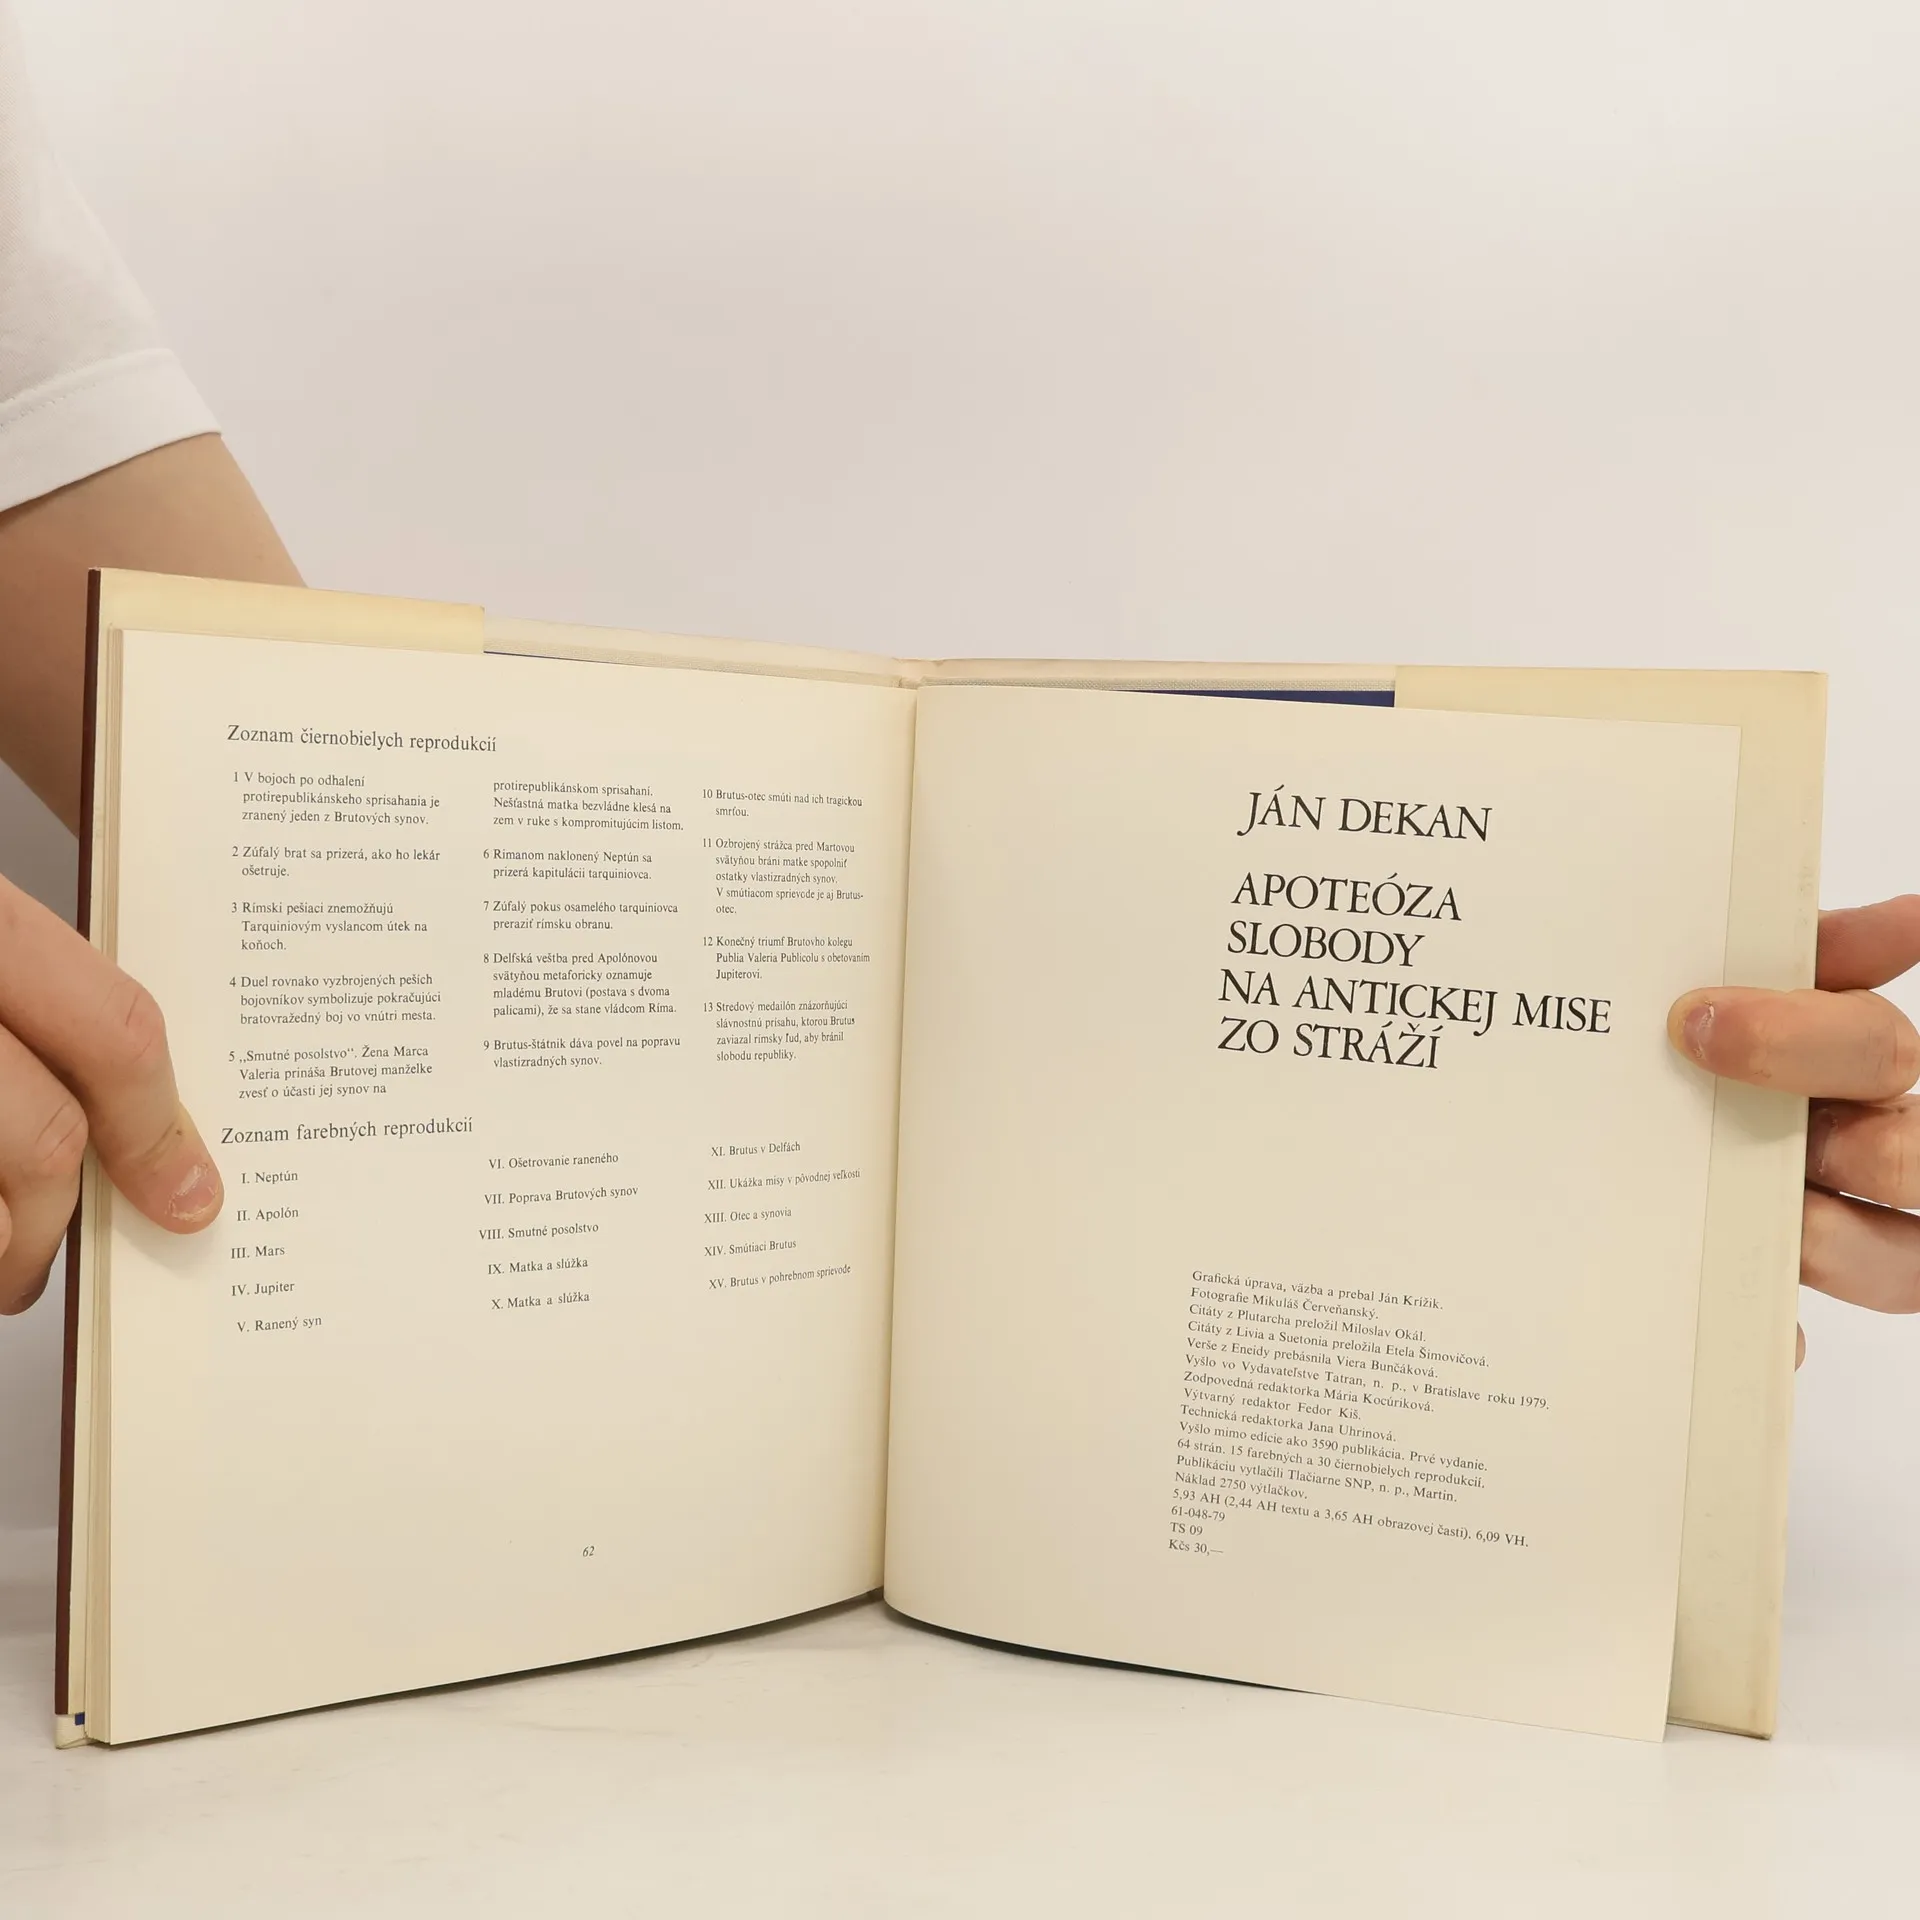 Zoznam čiernobielych reprodukcií
1 V bojoch po odhalení
protirepublikánskeho sprisahania je
zranený jeden z Brutových synov.
2 Zúfalý brat sa prizerá, ako ho lekár
ošetruje.
3 Rímski pešiaci znemožňujú
Tarquiniovým vyslancom útek na
koňoch.
4 Duel rovnako vyzbrojených peších
bojovníkov symbolizuje pokračujúci
bratovražedný boj vo vnútri mesta.
5 „Smutné posolstvo“. Žena Marca
Valeria prináša Brutovej manželke
zvesť o účasti jej synov na
protirepublikánskom sprisahaní.
Nešťastná matka bezvládne klesá na
zem v ruke s kompromitujúcim listom.
6 Rimanom naklonený Neptún sa
prizerá kapitulácii tarquiniovca.
7 Zúfalý pokus osamelého tarquiniovca
preraziť rímsku obranu.
8 Delfská veštba pred Apolónovou
svätyňou metaforicky oznamuje
mladému Brutovi (postava s dvoma
palicami), že sa stane vládcom Ríma.
9 Brutus-štátnik dáva povel na popravu
vlastizradných synov.
10 Brutus-otec smúti nad ich tragickou
smrťou.
11 Ozbrojený strážca pred Martovou
svätyňou bráni matke spopolniť
ostatky vlastizradných synov.
V smútiacom sprievode je aj Brutus-
otec.
12 Konečný triumf Brutovho kolegu
Publia Valeria Publicolu s obetovaním
Jupiterovi.
13 Stredový medailón znázorňujúci
slávnostnú prísahu, ktorou Brutus
zaviazal rímsky ľud, aby bránil
slobodu republiky.
Zoznam farebných reprodukcií
I. Neptún
II. Apolón
III. Mars
IV. Jupiter
V. Ranený syn
VI. Ošetrovanie raneného
VII. Poprava Brutových synov
VIII. Smutné posolstvo
IX. Matka a slúžka
X. Matka a slúžka
XI. Brutus v Delfách
XII. Ukážka misy v pôvodnej veľkosti
XIII. Otec a synovia
XIV. Smútiaci Brutus
XV. Brutus v pohrebnom sprievode
62
JÁN DEKAN
APOTEÓZA
SLOBODY
NA ANTICKEJ MISE
ZO STRÁŽÍ
Grafická úprava, väzba a prebal Ján Krížik.
Fotografie Mikuláš Červeňanský.
Citáty z Plutarcha preložil Miloslav Okál.
Citáty z Lívia a Suetonia preložila Etela Šimovičová.
Verše z Eneidy prebásnila Viera Bunčáková.
Vyšlo vo Vydavateľstve Tatran, n. p., v Bratislave roku 1979.
Zodpovedná redaktorka Mária Kocúriková.
Výtvarný redaktor Fedor Kiš.
Technická redaktorka Jana Uhrinová.
Vyšlo mimo edície ako 3590 publikácia. Prvé vydanie.
64 strán. 15 farebných a 30 čiernobielych reprodukcií.
Publikáciu vytlačili Tlačiarne SNP, n. p., Martin.
Náklad 2750 výtlačkov.
5,93 AH (2,44 AH textu a 3,65 AH obrazovej časti). 6,09 VH.
61-048-79
TS 09
Kčs 30,—